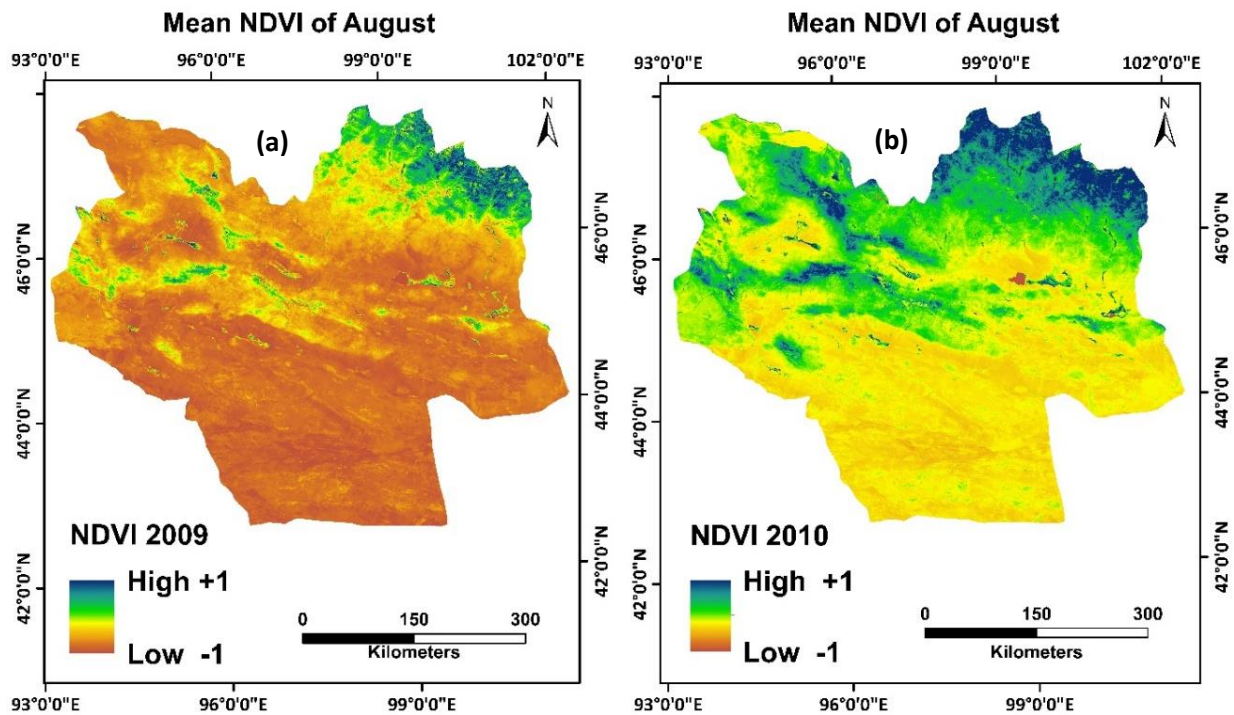 Mean NDVI of August
93°0'0"E 96°0'0"E 99°0'0"E 102°0'0"E
(a)
N
46°0'0"N
44°0'0"N
42°0'0"N
46°0'0"N
44°0'0"N
42°0'0"N
NDVI 2009
High +1
Low -1
0 150 300
Kilometers
93°0'0"E 96°0'0"E 99°0'0"E
Mean NDVI of August
93°0'0"E 96°0'0"E 99°0'0"E 102°0'0"E
(b)
N
46°0'0"N
44°0'0"N
42°0'0"N
46°0'0"N
44°0'0"N
42°0'0"N
NDVI 2010
High +1
Low -1
0 150 300
Kilometers
93°0'0"E 96°0'0"E 99°0'0"E